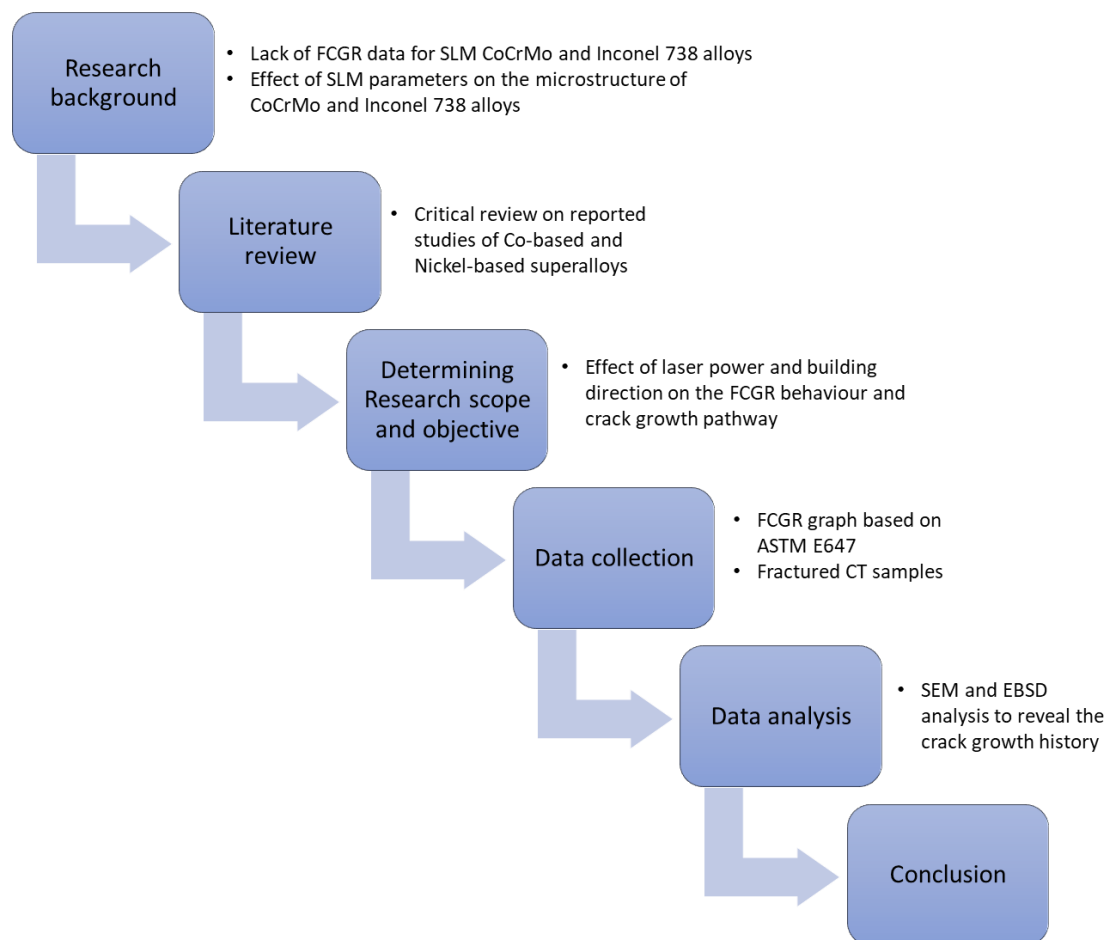 Research
background
• Lack of FCGR data for SLM CoCrMo and Inconel 738 alloys
• Effect of SLM parameters on the microstructure of
CoCrMo and Inconel 738 alloys
Literature
review
• Critical review on reported
studies of Co-based and
Nickel-based superalloys
Determining
Research scope
and objective
• Effect of laser power and building
direction on the FCGR behaviour and
crack growth pathway
Data collection
• FCGR graph based on
ASTM E647
• Fractured CT samples
Data analysis
• SEM and EBSD
analysis to reveal the
crack growth history
Conclusion